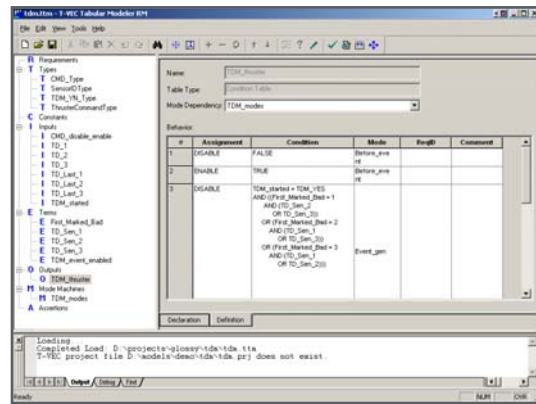 tdm.ttm - T-VEC Tabular Modeler RM
File Edit View Tools Help
R Requirements
T Types
T CMD_Type
T SensorIDType
T TDM_YN_Type
T ThrusterCommandType
C Constants
I Inputs
I CMD_disable_enable
I TD_1
I TD_2
I TD_3
I TD_Last_1
I TD_Last_2
I TD_Last_3
I TDM_started
E Terms
E First_Marked_Bad
E TD_Sen_1
E TD_Sen_2
E TD_Sen_3
E TDM_event_enabled
O Outputs
O TDM_thruster
M Mode Machines
M TDM_modes
A Assertions
Name: TDM_thruster
Table Type: Condition Table
Mode Dependency: TDM_modes
Behavior:
# Assignment Condition Mode ReqID Comment
1 DISABLE FALSE Before_eve
nt
2 ENABLE TRUE Before_eve
nt
3 DISABLE TDM_started = TDM_YES
AND ((First_Marked_Bad = 1
AND (TD_Sen_2
OR TD_Sen_3))
OR (First_Marked_Bad = 2
AND (TD_Sen_1
OR TD_Sen_3))
OR (First_Marked_Bad = 3 Event_gen
AND (TD_Sen_1
OR TD_Sen_2)))
Declaration Definition
Loading.
Completed Load: D:\projects\glossy\tdm\tdm.ttm
T-VEC project file D:\models\demo\tdm\tdm.prj does not exist.
Output Debug Find
Ready NUM OVR